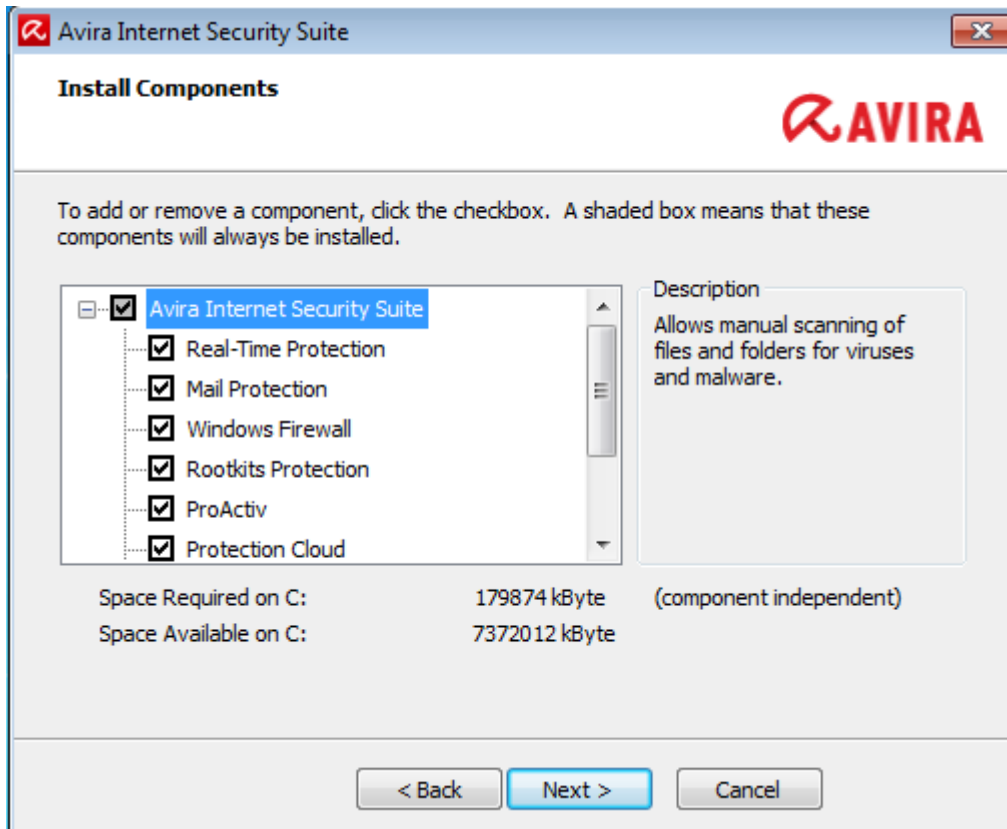 Avira Internet Security Suite
Install Components
AVIRA
To add or remove a component, click the checkbox. A shaded box means that these
components will always be installed.
Avira Internet Security Suite
Real-Time Protection
Mail Protection
Windows Firewall
Rootkits Protection
ProActiv
Protection Cloud
Description
Allows manual scanning of
files and folders for viruses
and malware.
Space Required on C: 179874 kByte (component independent)
Space Available on C: 7372012 kByte
< Back Next > Cancel